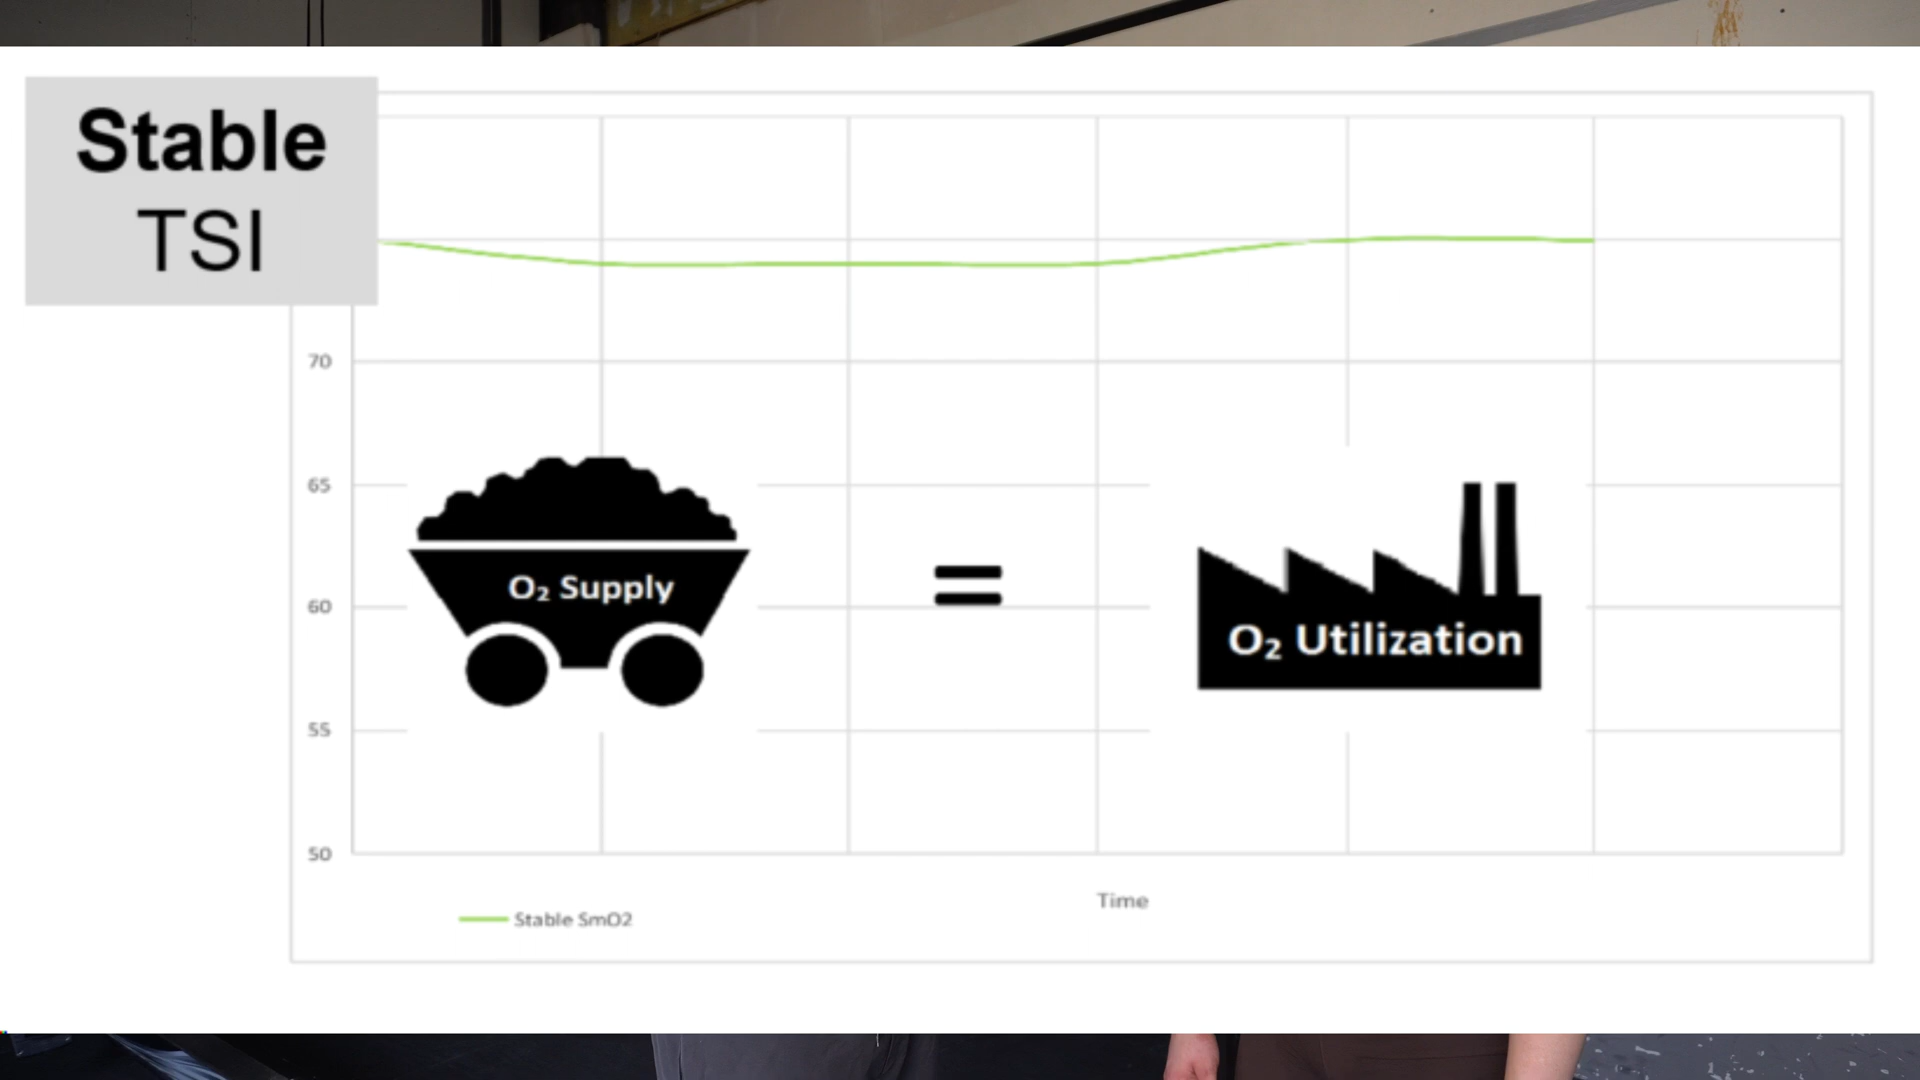 Stable
TSI
70
65
60
55
50
O₂ Supply
=
O₂ Utilization
Time
Stable SmO2